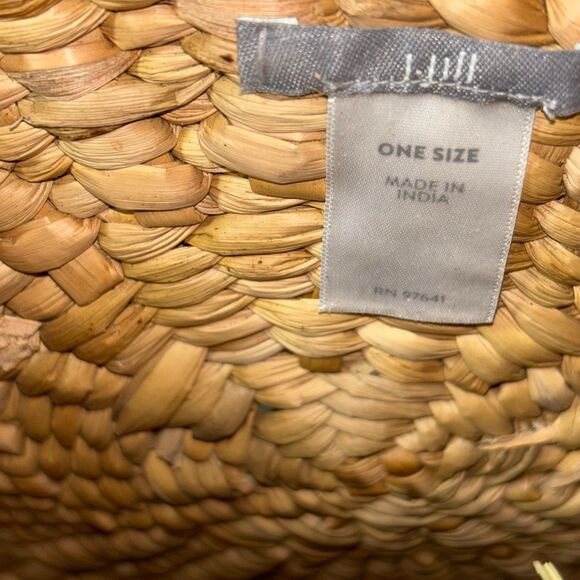 J.Jill
ONE SIZE
MADE IN
INDIA
RN 97641